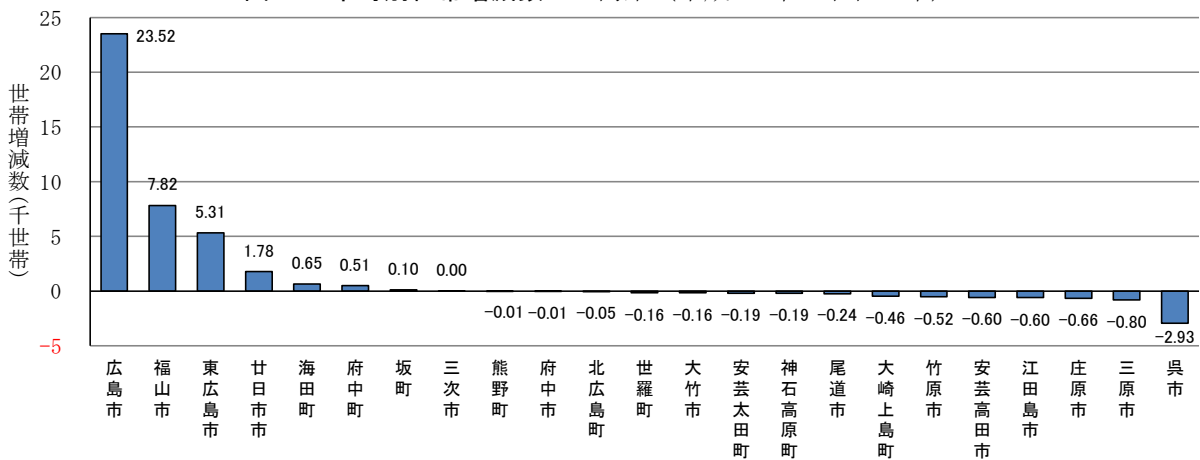 25
20
15
10
5
0
-5
世帯増減数(千世帯)
23.52
7.82
5.31
1.78
0.65
0.51
0.10
0.00
-0.01
-0.01
-0.05
-0.16
-0.16
-0.19
-0.19
-0.24
-0.46
-0.52
-0.60
-0.60
-0.66
-0.80
-2.93
広島市
福山市
東広島市
廿日市市
海田町
府中町
坂町
三次市
熊野町
府中市
北広島町
世羅町
大竹市
安芸太田町
神石高原町
尾道市
大崎上島町
竹原市
安芸高田市
江田島市
庄原市
三原市
呉市